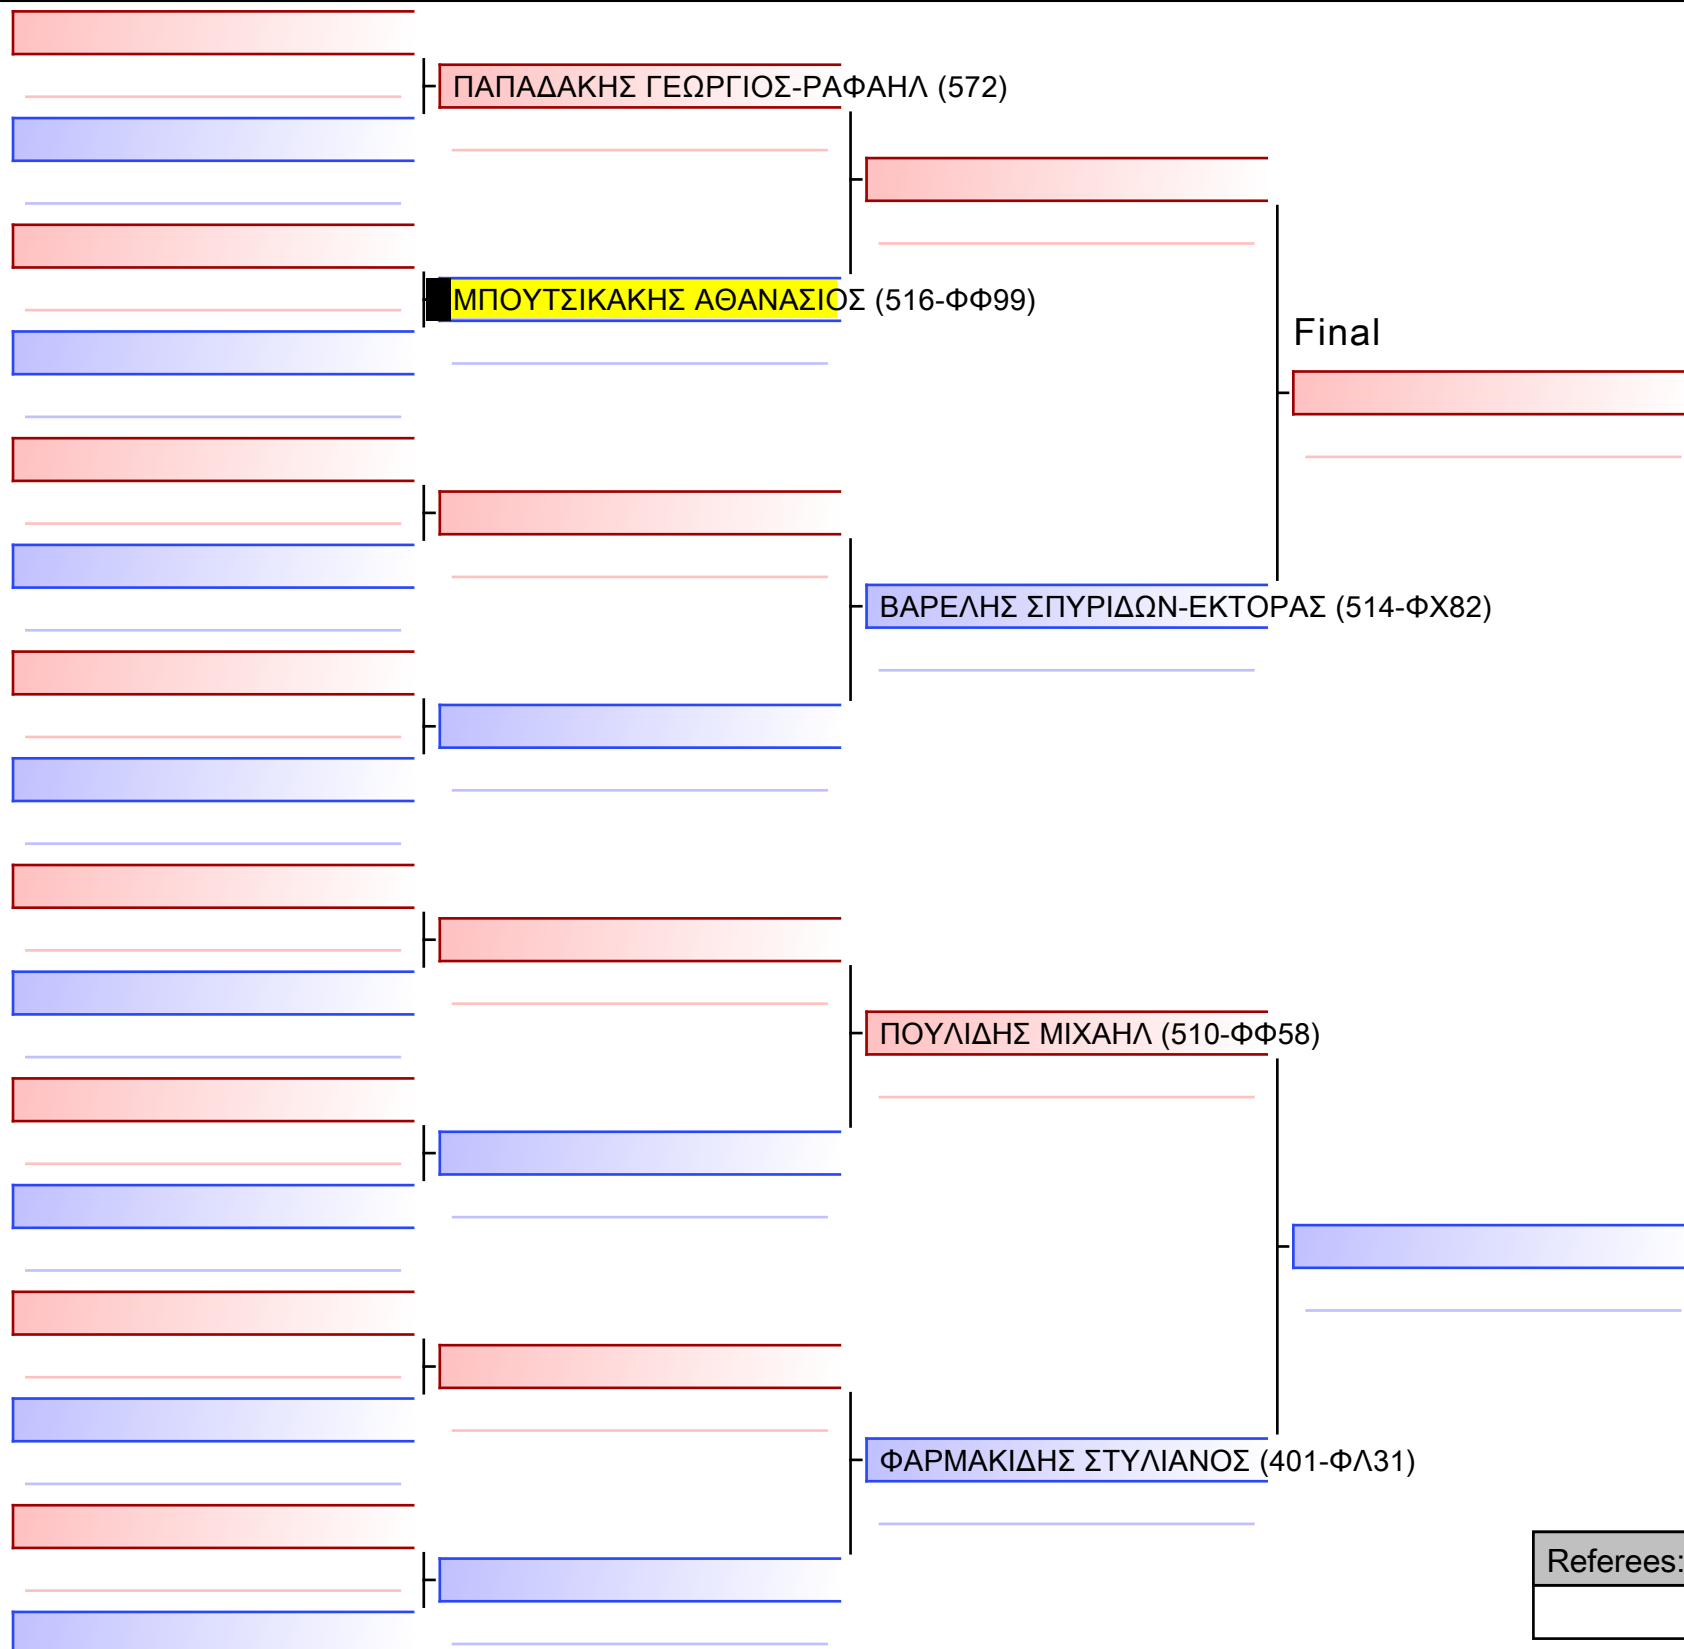 ΠΑΠΑΔΑΚΗΣ ΓΕΩΡΓΙΟΣ-ΡΑΦΑΗΛ (572)
ΜΠΟΥΤΣΙΚΑΚΗΣ ΑΘΑΝΑΣΙΟΣ (516-ΦΦ99)
Final
ΒΑΡΕΛΗΣ ΣΠΥΡΙΔΩΝ-ΕΚΤΟΡΑΣ (514-ΦΧ82)
ΠΟΥΛΙΔΗΣ ΜΙΧΑΗΛ (510-ΦΦ58)
ΦΑΡΜΑΚΙΔΗΣ ΣΤΥΛΙΑΝΟΣ (401-ΦΛ31)
Referees: